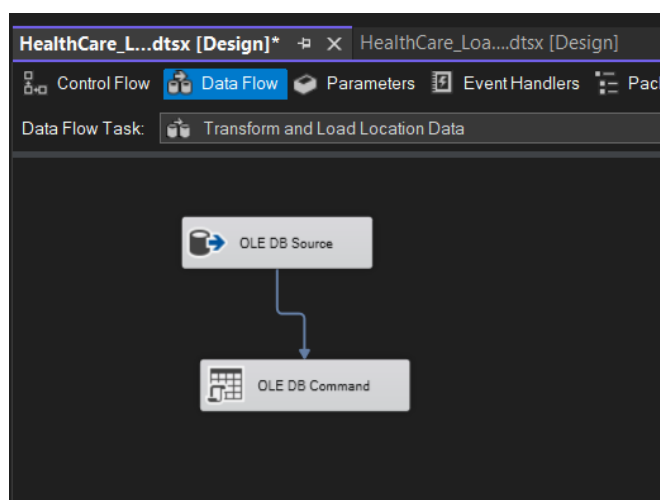 HealthCare_L...dtsx [Design]* HealthCare_Loa....dtsx [Design]
Control Flow Data Flow Parameters Event Handlers Pac
Data Flow Task: Transform and Load Location Data
OLE DB Source
OLE DB Command